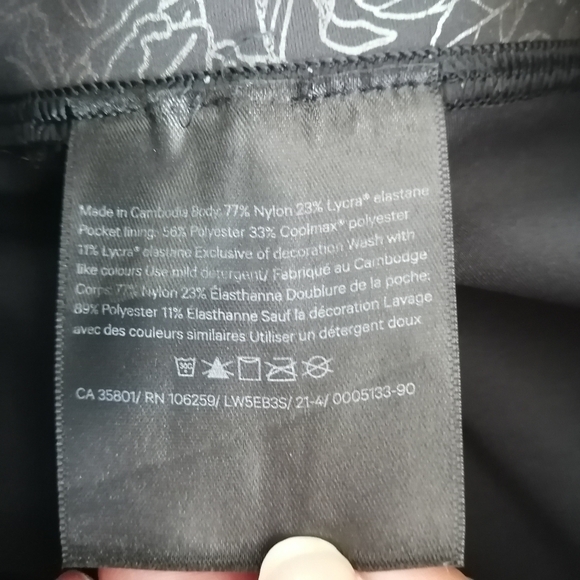 Made in Cambodia Body: 77% Nylon 23% Lycra® elastane
Pocket lining: 56% Polyester 33% Coolmax® polyester
11% Lycra® elastane Exclusive of decoration Wash with
like colours Use mild detergent/ Fabriqué au Cambodge
Corps: 77% Nylon 23% Élasthanne Doublure de la poche:
89% Polyester 11% Élasthanne Sauf la décoration Lavage
avec des couleurs similaires Utiliser un détergent doux
30C
CA 35801/ RN 106259/ LW5EB3S/ 21-4/ 0005133-90